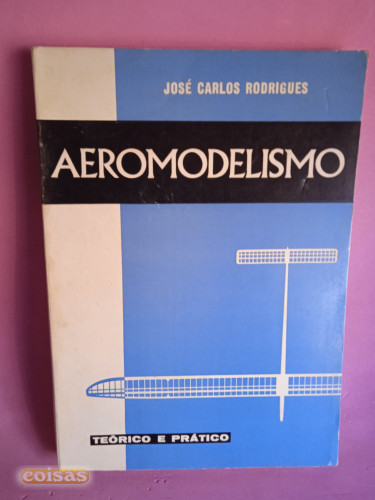 JOSÉ CARLOS RODRIGUES
AEROMODELISMO
TEÓRICO E PRÁTICO
coisas